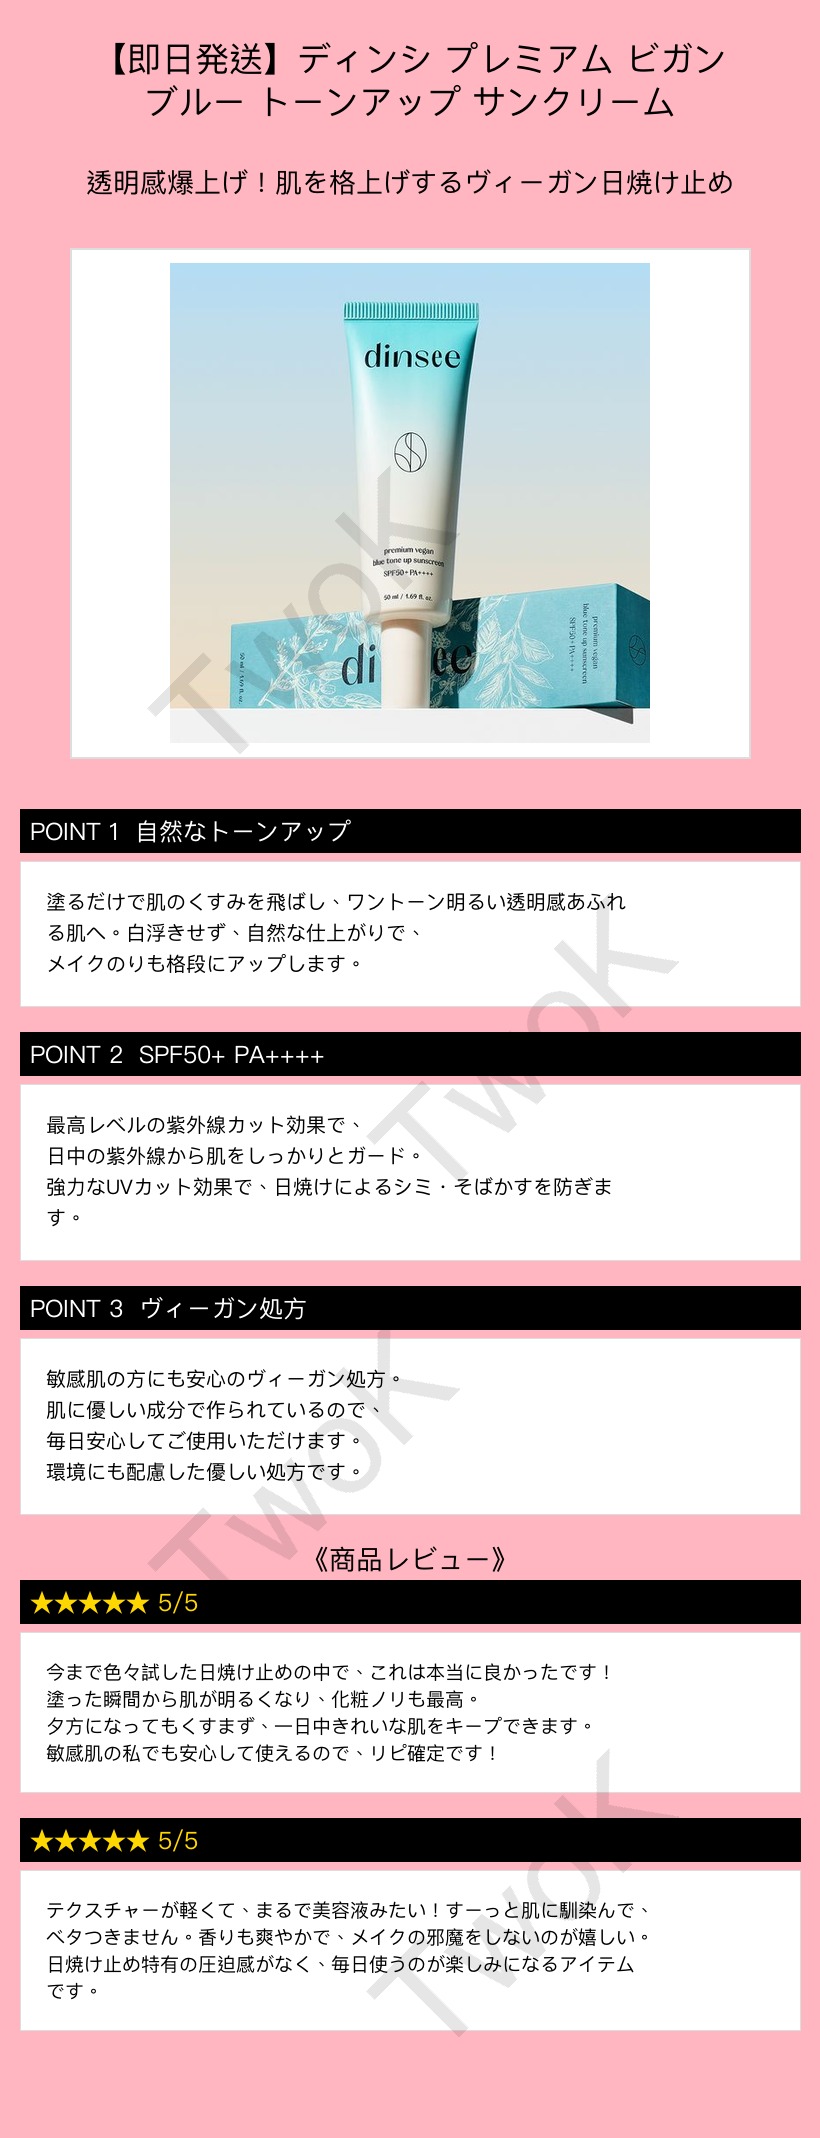 【即日発送】ディンシ プレミアム ビガン
ブルー トーンアップ サンクリーム
透明感爆上げ！肌を格上げするヴィーガン日焼け止め
dinsee
premium vegan
blue tone up sunscreen
SPF50+PA++++
50 ml / 1.69 fl. oz.
di ee
50 ml / 1.69 fl. oz.
premium vegan
blue tone up sunscreen
SPF50+PA++++
TwoK
POINT 1 自然なトーンアップ
塗るだけで肌のくすみを飛ばし、ワントーン明るい透明感あふれ
る肌へ。白浮きせず、自然な仕上がりで、
メイクのりも格段にアップします。
TwoK
POINT 2 SPF50+ PA++++
最高レベルの紫外線カット効果で、
日中の紫外線から肌をしっかりとガード。
強力なUVカット効果で、日焼けによるシミ・そばかすを防ぎま
す。
POINT 3 ヴィーガン処方
敏感肌の方にも安心のヴィーガン処方。
肌に優しい成分で作られているので、
毎日安心してご使用いただけます。
環境にも配慮した優しい処方です。
TwoK
《商品レビュー》
★★★★★ 5/5
今まで色々試した日焼け止めの中で、これは本当に良かったです！
塗った瞬間から肌が明るくなり、化粧ノリも最高。
夕方になってもくすまず、一日中きれいな肌をキープできます。
敏感肌の私でも安心して使えるので、リピ確定です！
★★★★★ 5/5
テクスチャーが軽くて、まるで美容液みたい！すーっと肌に馴染んで、
ベタつきません。香りも爽やかで、メイクの邪魔をしないのが嬉しい。
日焼け止め特有の圧迫感がなく、毎日使うのが楽しみになるアイテム
です。
TwoK